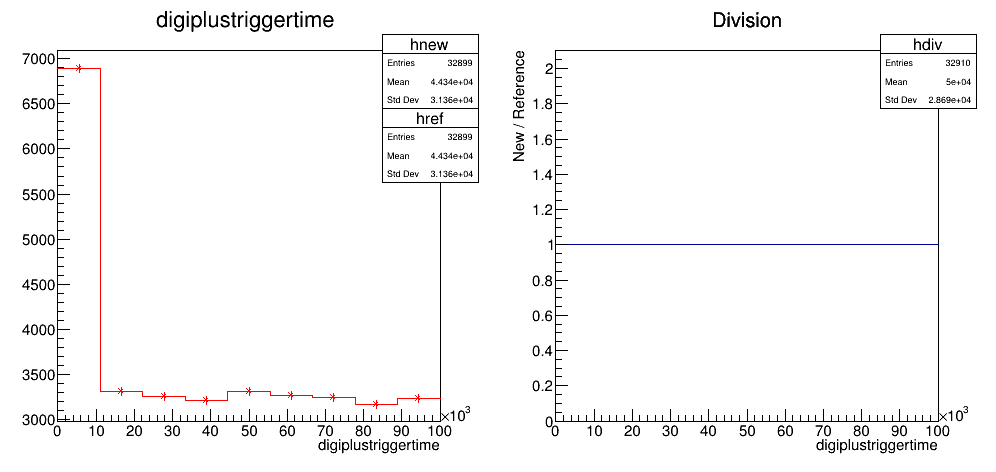 digiplustriggertime
hnew
Entries 32899
Mean 4.434e+04
Std Dev 3.136e+04
href
Entries 32899
Mean 4.434e+04
Std Dev 3.136e+04
7000
6500
6000
5500
5000
4500
4000
3500
3000
0 10 20 30 40 50 60 70 80 90 100
×10³
digiplustriggertime
Division
hdiv
Entries 32910
Mean 5e+04
Std Dev 2.869e+04
New / Reference
2
1.8
1.6
1.4
1.2
1
0.8
0.6
0.4
0.2
0
0 10 20 30 40 50 60 70 80 90 100
×10³
digiplustriggertime